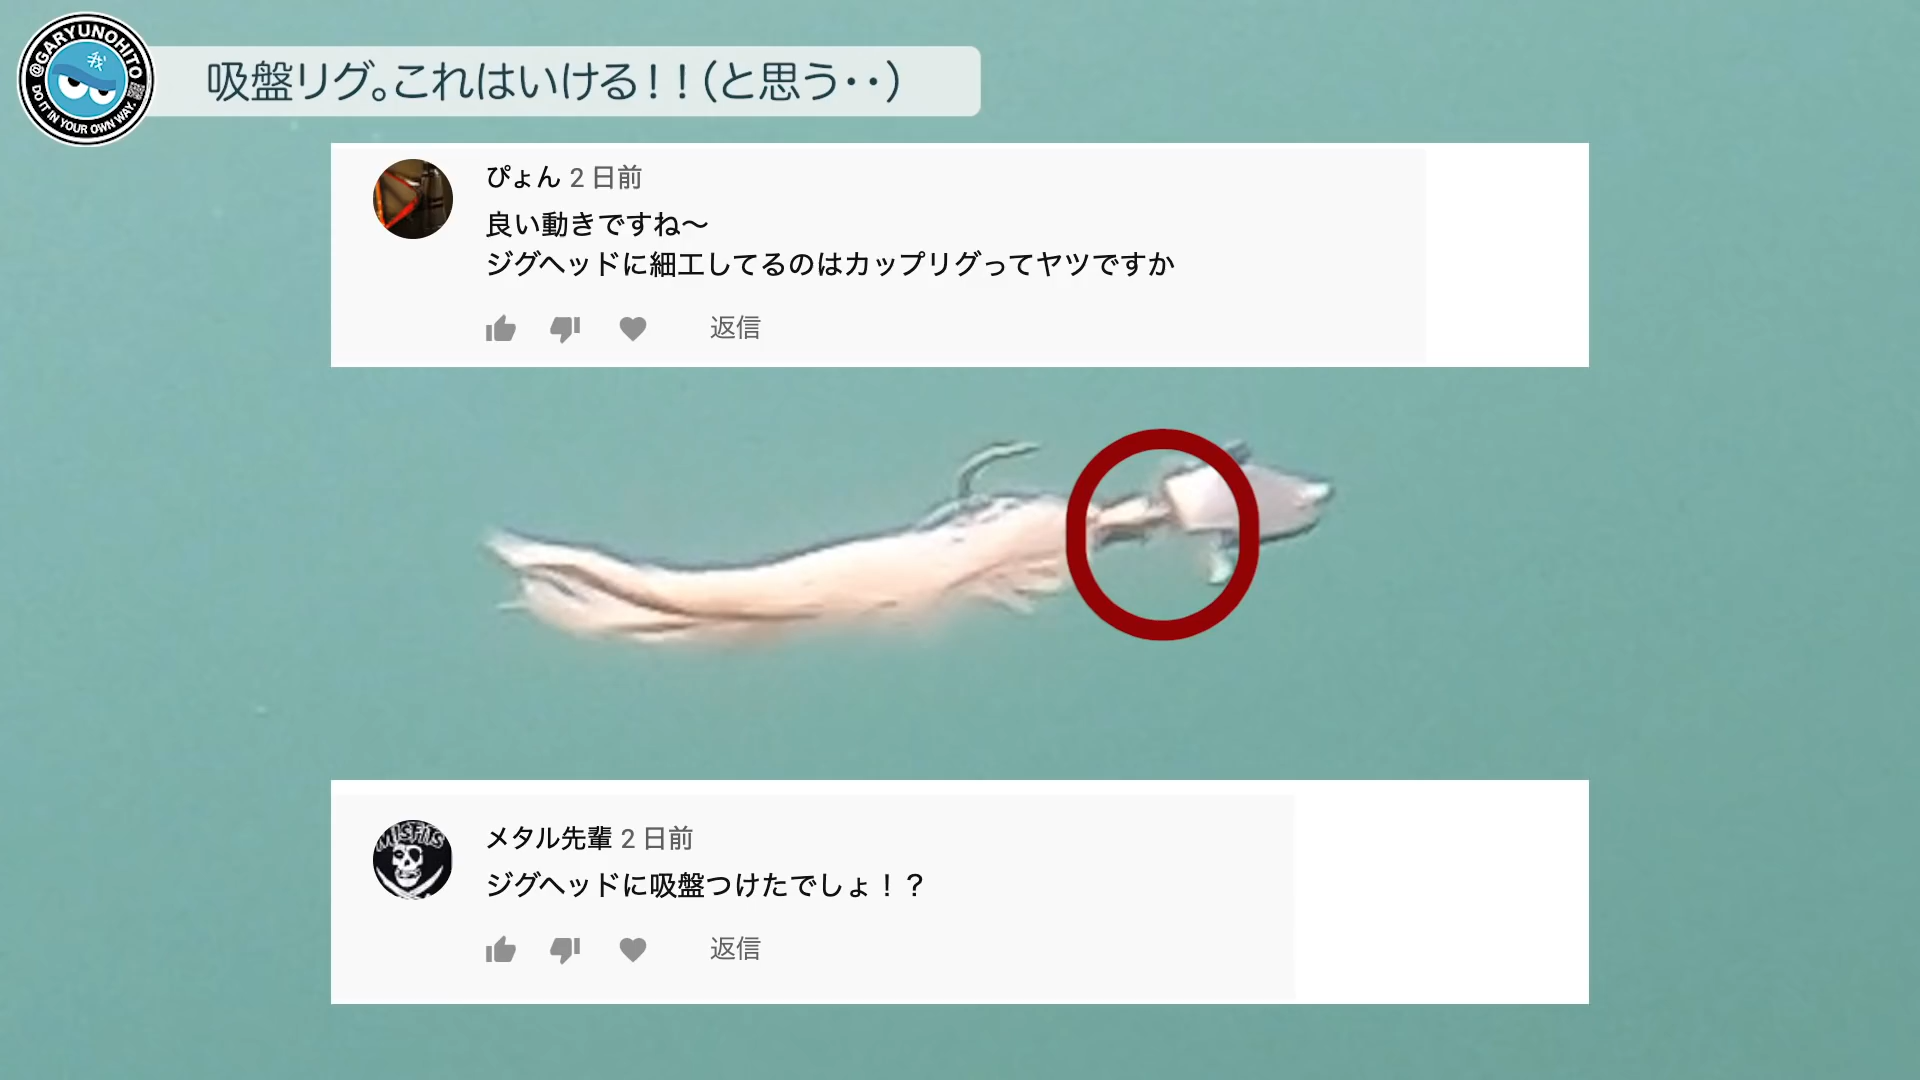 @GARYUNOHITO
我
DO IT IN YOUR OWN WAY.
吸盤リグ。これはいける！！（と思う・・）
ぴょん 2 日前
良い動きですね〜
ジグヘッドに細工してるのはカップリグってヤツですか
返信
MISFITS
メタル先輩 2 日前
ジグヘッドに吸盤つけたでしょ！？
返信